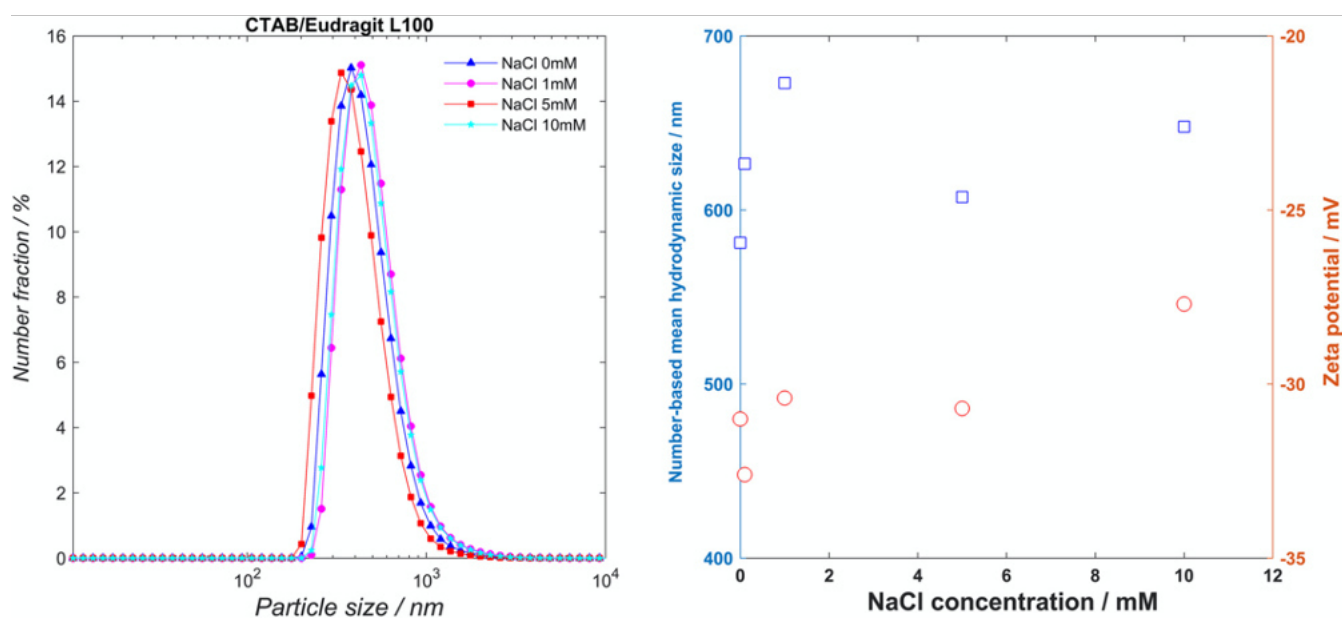 CTAB/Eudragit L100
16
14
12
10
8
6
4
2
0
Number fraction / %
NaCl 0mM
NaCl 1mM
NaCl 5mM
NaCl 10mM
10²
10³
10⁴
Particle size / nm
700
600
500
400
Number-based mean hydrodynamic size / nm
-20
-25
-30
-35
Zeta potential / mV
0
2
4
6
8
10
12
NaCl concentration / mM